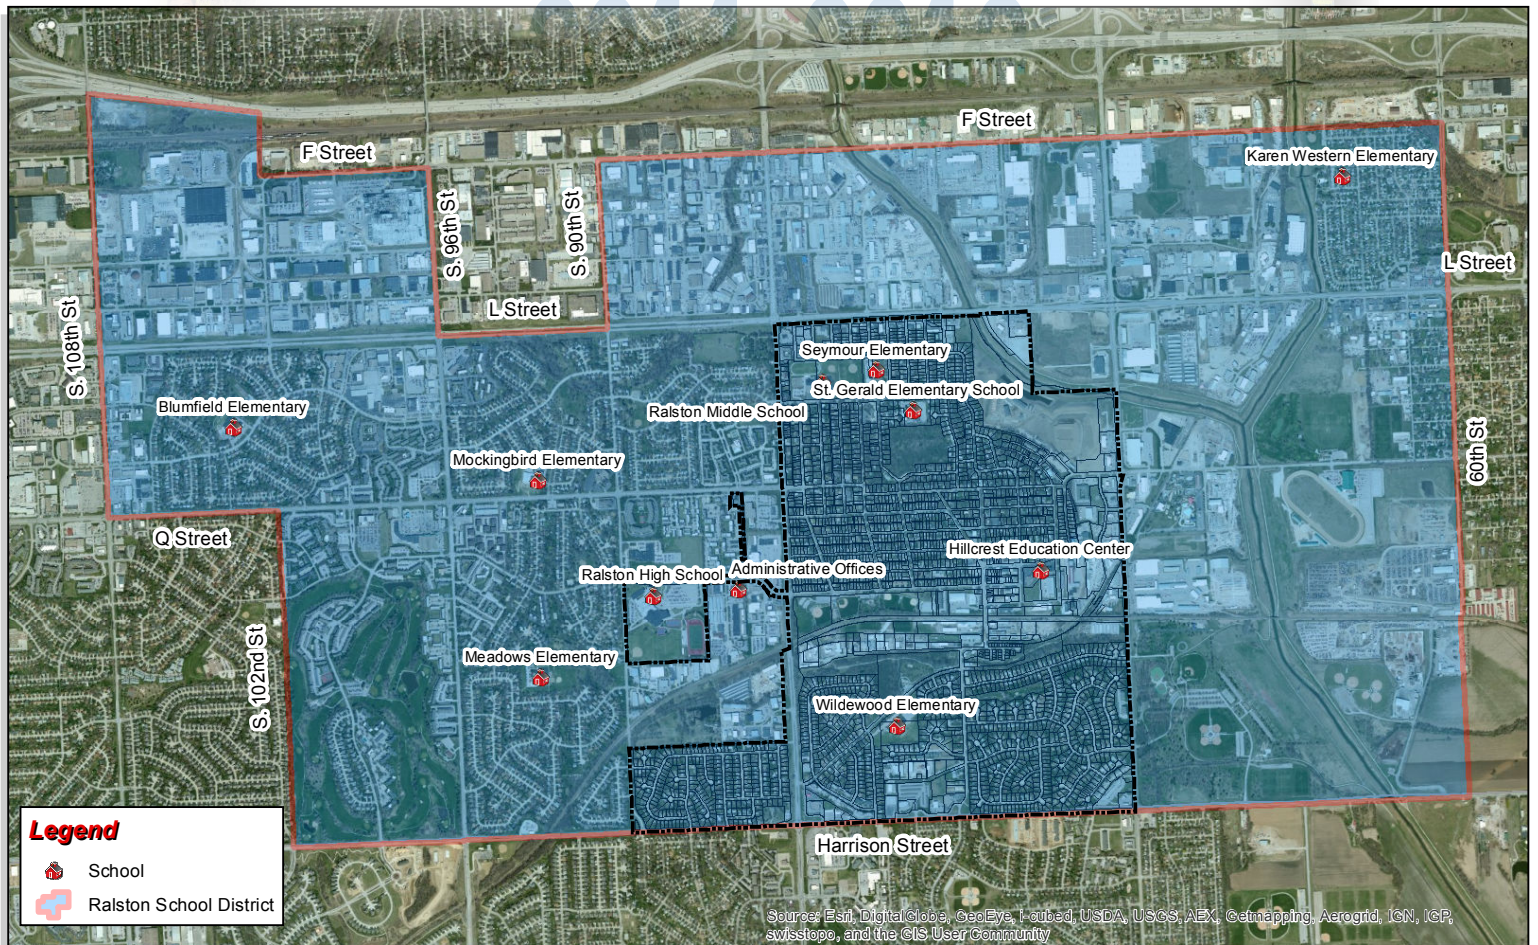 F Street
F Street
Karen Western Elementary
S. 96th St
S. 90th St
L Street
L Street
S. 108th St
Seymour Elementary
St. Gerald Elementary School
Blumfield Elementary
Ralston Middle School
60th St
Mockingbird Elementary
Q Street
Hillcrest Education Center
Ralston High School
Administrative Offices
S. 102nd St
Meadows Elementary
Wildewood Elementary
Harrison Street
Legend
School
Ralston School District
Source: Esri, DigitalGlobe, GeoEye, i-cubed, USDA, USGS, AEX, Getmapping, Aerogrid, IGN, IGP,
swisstopo, and the GIS User Community